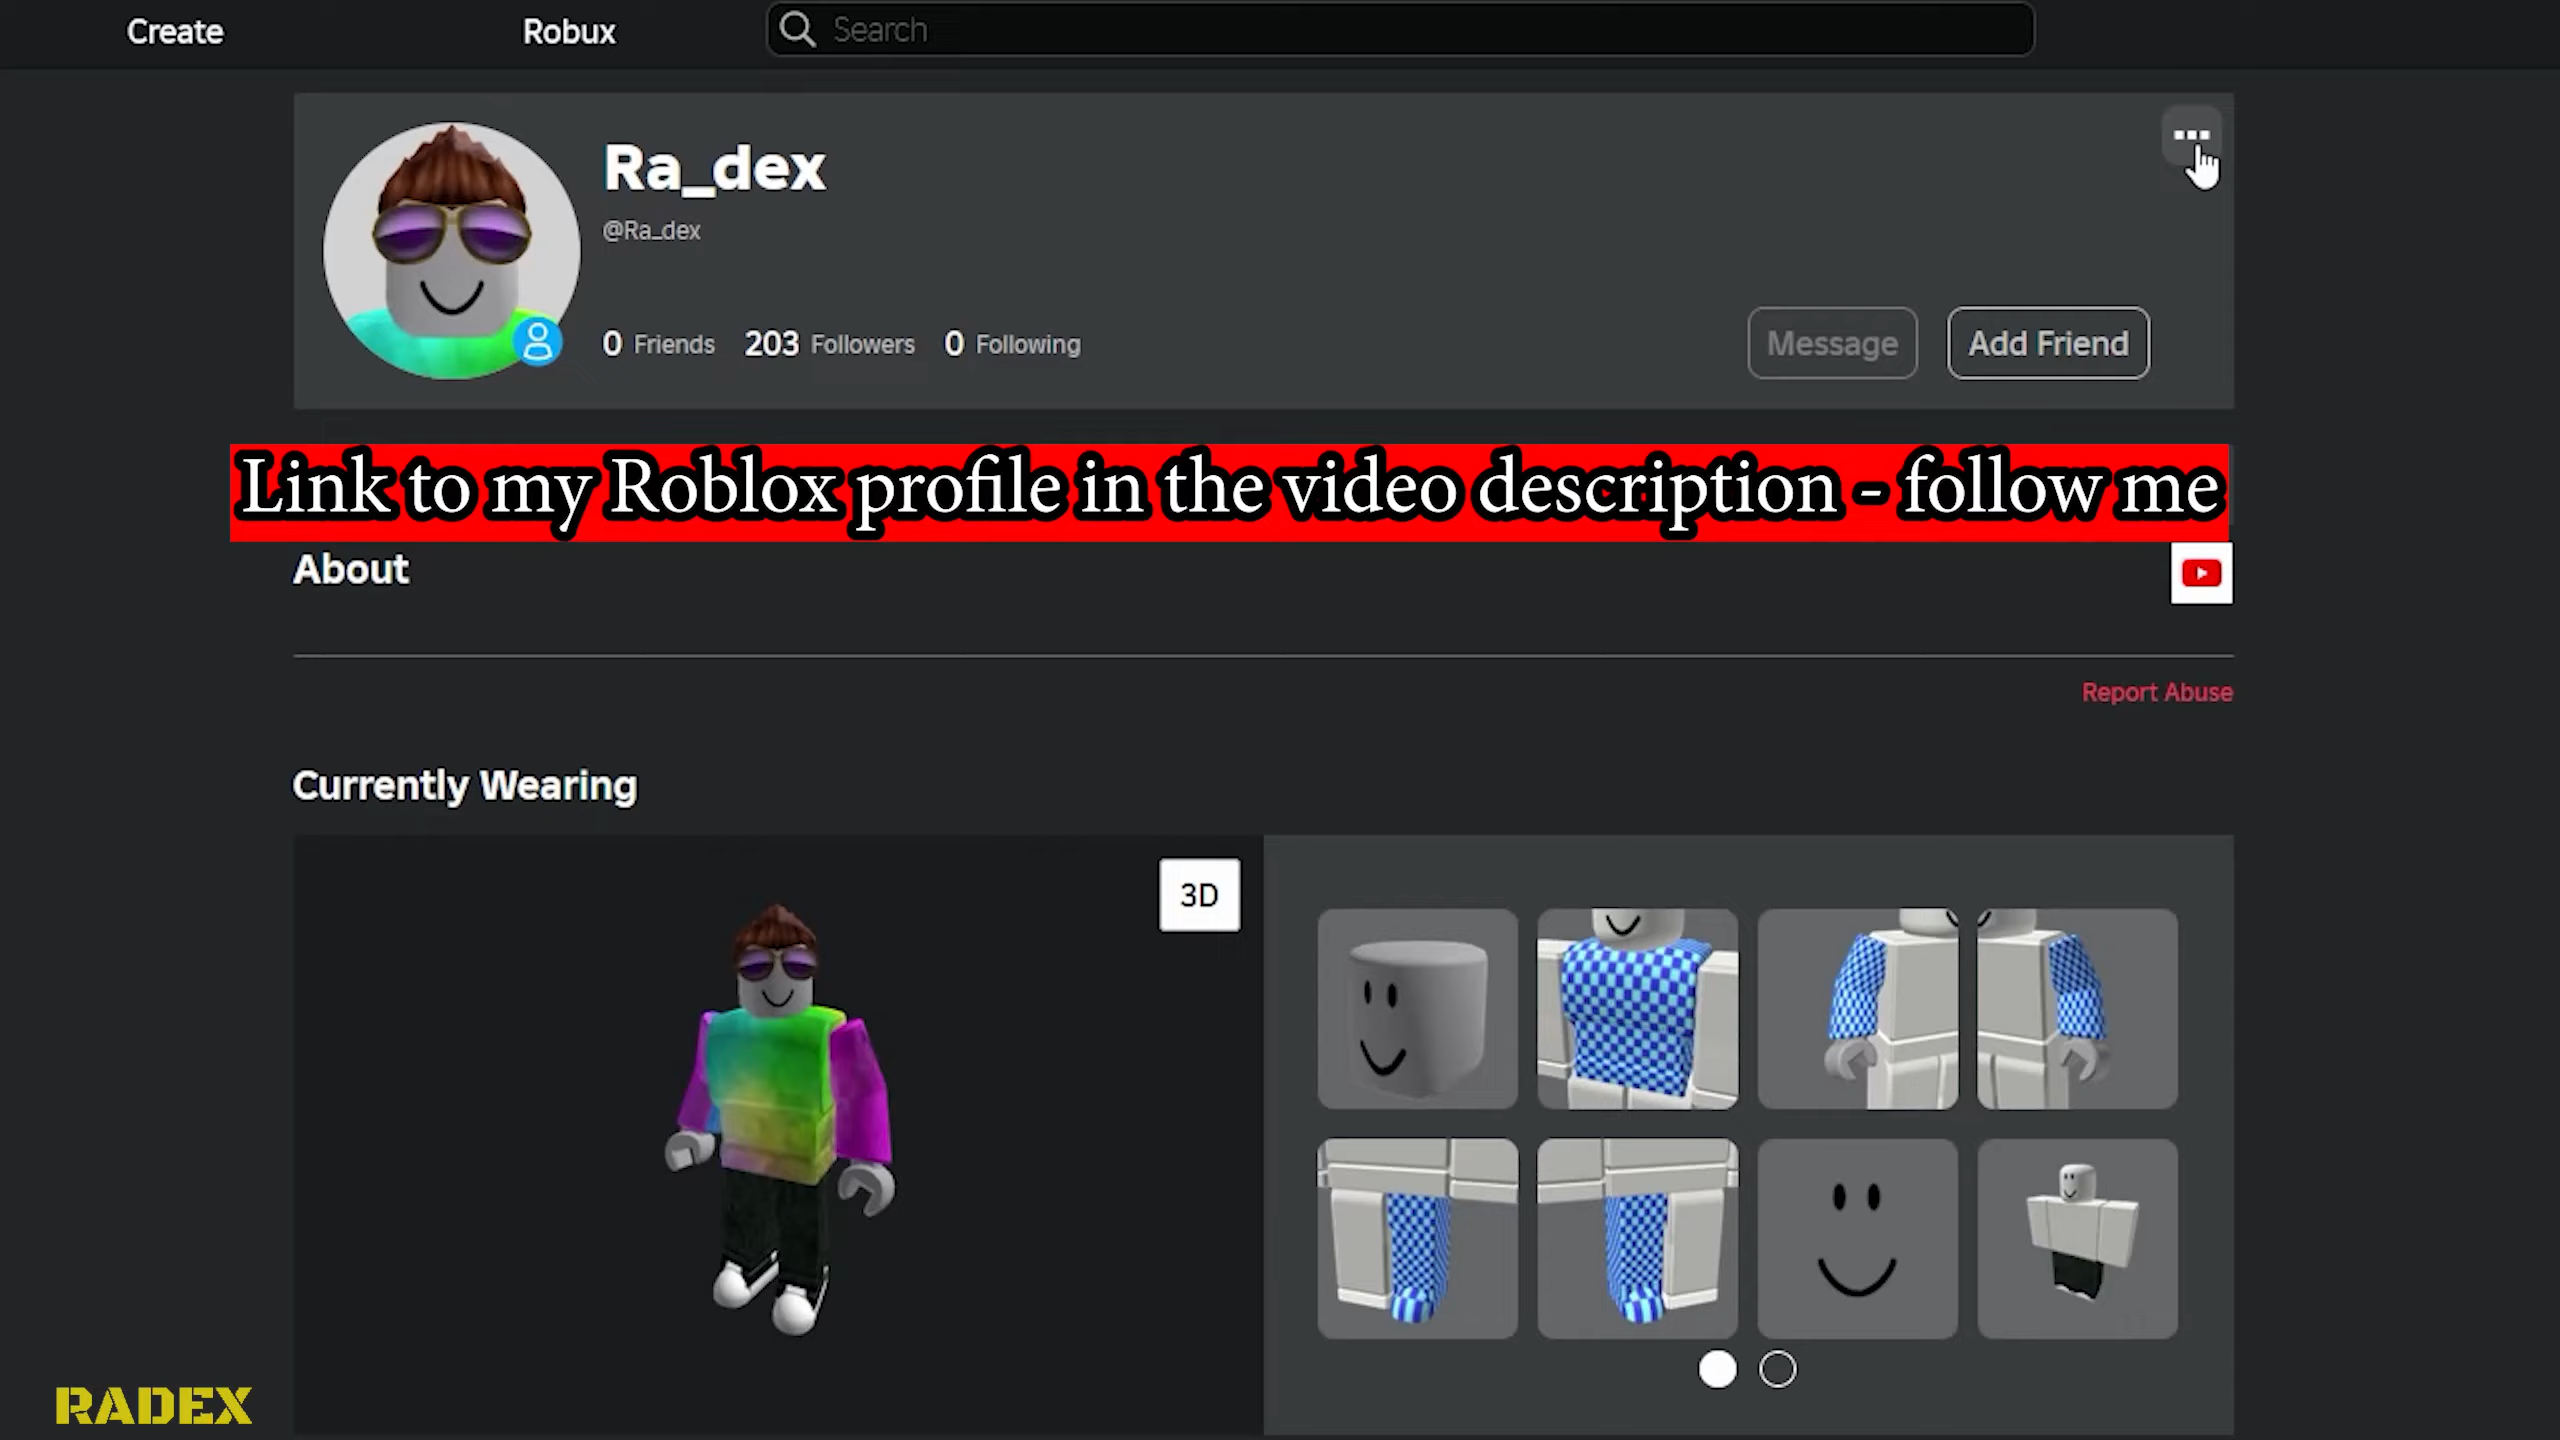 Create
Robux
Search
Ra_dex
@Ra_dex
0 Friends 203 Followers 0 Following
Message
Add Friend
Link to my Roblox profile in the video description - follow me
About
Report Abuse
Currently Wearing
3D
RADEX